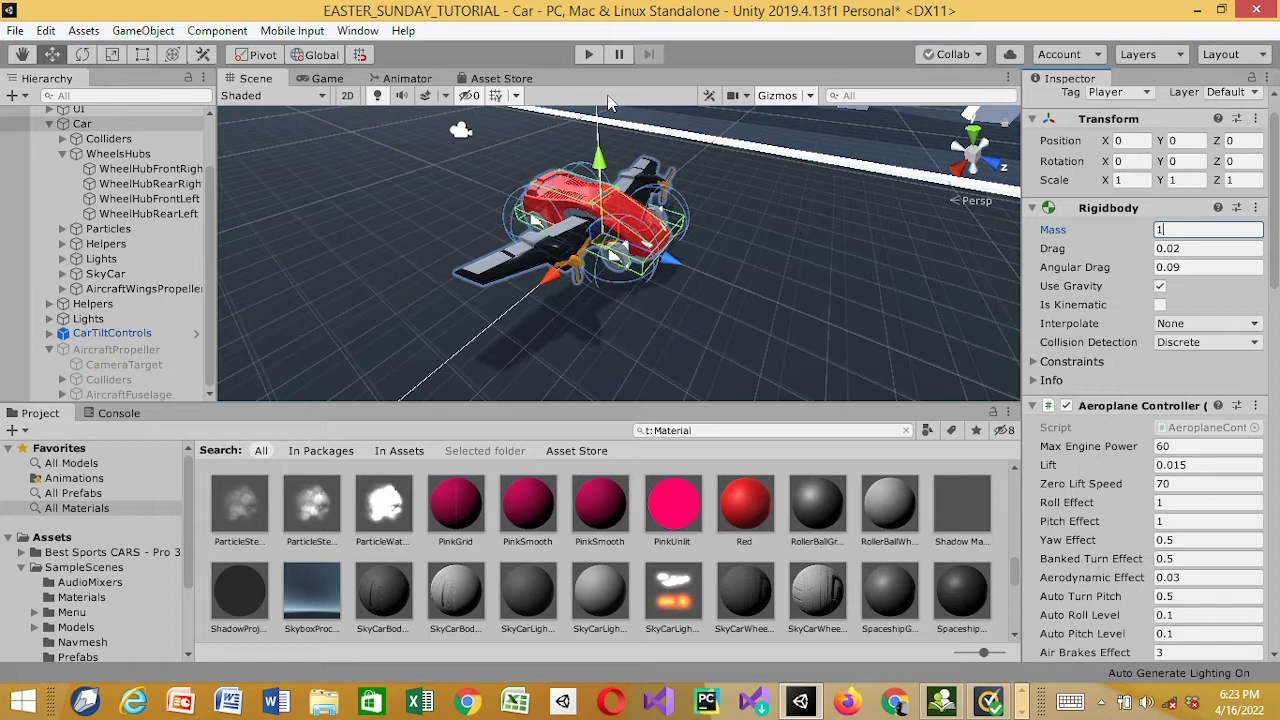 EASTER_SUNDAY_TUTORIAL - Car - PC, Mac & Linux Standalone - Unity 2019.4.13f1 Personal* <DX11>
File Edit Assets GameObject Component Mobile Input Window Help
Pivot Global Collab Account Layers Layout
Hierarchy Scene Game Animator Asset Store Inspector
All Shaded 2D 0 Gizmos All Tag Player Layer Default
UI
Car
Colliders
WheelsHubs
WheelHubFrontRight
WheelHubRearRight
WheelHubFrontLeft
WheelHubRearLeft
Particles
Helpers
Lights
SkyCar
AircraftWingsPropelle
Helpers
Lights
CarTiltControls
AircraftPropeller
CameraTarget
Colliders
AircraftFuselage
z
Persp
Transform
Position X 0 Y 0 Z 0
Rotation X 0 Y 0 Z 0
Scale X 1 Y 1 Z 1
Rigidbody
Mass 1
Drag 0.02
Angular Drag 0.09
Use Gravity
Is Kinematic
Interpolate None
Collision Detection Discrete
Constraints
Info
Aeroplane Controller (
Script AeroplaneCont
Max Engine Power 60
Lift 0.015
Zero Lift Speed 70
Roll Effect 1
Pitch Effect 1
Yaw Effect 0.5
Banked Turn Effect 0.5
Aerodynamic Effect 0.03
Auto Turn Pitch 0.5
Auto Roll Level 0.1
Auto Pitch Level 0.1
Air Brakes Effect 3
Project Console
t:Material 8
Favorites
All Models
Animations
All Prefabs
All Materials
Assets
Best Sports CARS - Pro 3
SampleScenes
AudioMixers
Materials
Menu
Models
Navmesh
Prefabs
Search: All In Packages In Assets Selected folder Asset Store
ParticleSte... ParticleSte... ParticleWat... PinkGrid PinkSmooth PinkSmooth PinkUnlit Red RollerBallGr... RollerBallWh... Shadow Ma...
ShadowProj... SkyboxProc... SkyCarBod... SkyCarBod... SkyCarLigh... SkyCarLigh... SkyCarLigh... SkyCarWhee... SkyCarWhee... SpaceshipG... Spaceship...
Auto Generate Lighting On
6:23 PM
4/16/2022